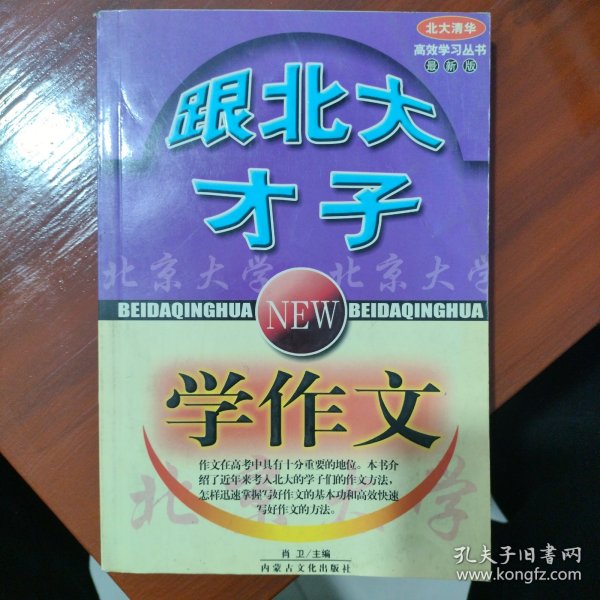 北大清华
高效学习丛书
最新版
跟北大
才子
北京大学 北京大学
BEIDAQINGHUA NEW BEIDAQINGHUA
学作文
作文在高考中具有十分重要的地位。本书介
绍了近年来考入北大的学子们的作文方法，
怎样迅速掌握写好作文的基本功和高效快速
写好作文的方法。
北京大学
肖卫/主编
内蒙古文化出版社
孔夫子旧书网
www.kongfz.com